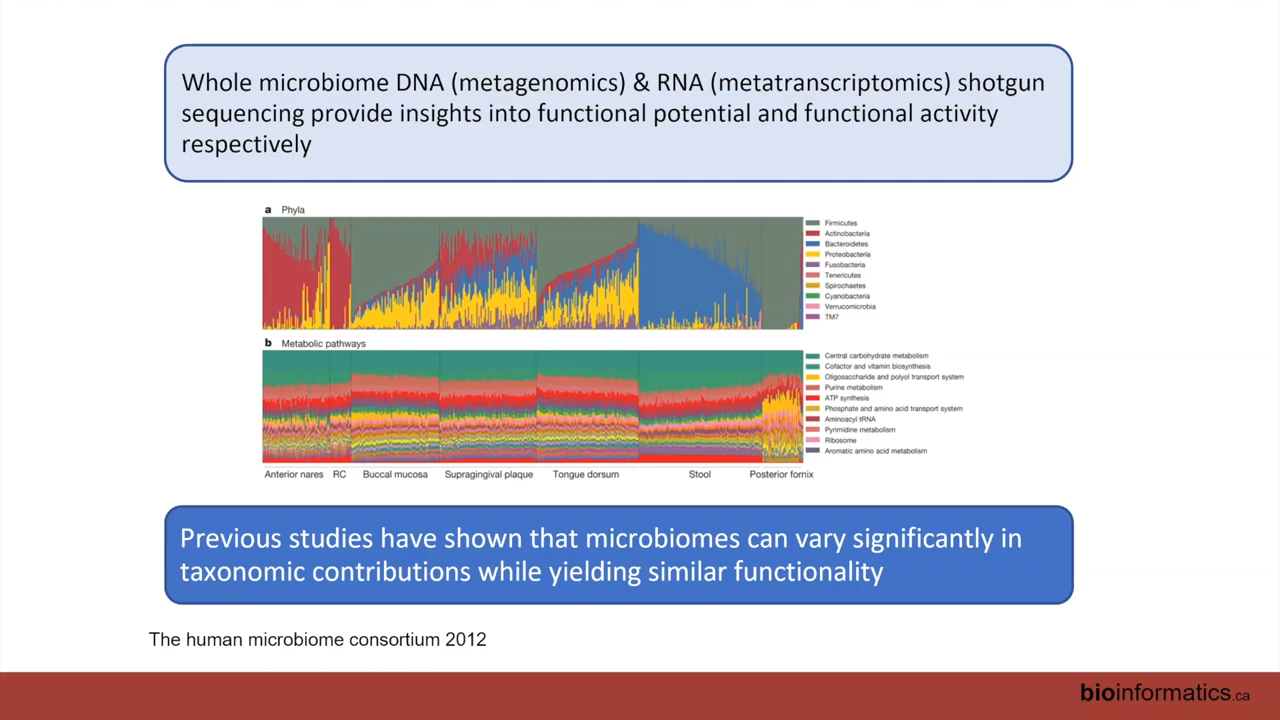 Whole microbiome DNA (metagenomics) & RNA (metatranscriptomics) shotgun
sequencing provide insights into functional potential and functional activity
respectively
a Phyla
Firmicutes
Actinobacteria
Bacteroidetes
Proteobacteria
Fusobacteria
Tenericutes
Spirochaetes
Cyanobacteria
Verrucomicrobia
TM7
b Metabolic pathways
Central carbohydrate metabolism
Cofactor and vitamin biosynthesis
Oligosaccharide and polyol transport system
Purine metabolism
ATP synthesis
Phosphate and amino acid transport system
Aminoacyl tRNA
Pyrimidine metabolism
Ribosome
Aromatic amino acid metabolism
Anterior nares RC Buccal mucosa Supragingival plaque Tongue dorsum Stool Posterior fornix
Previous studies have shown that microbiomes can vary significantly in
taxonomic contributions while yielding similar functionality
The human microbiome consortium 2012
bioinformatics.ca